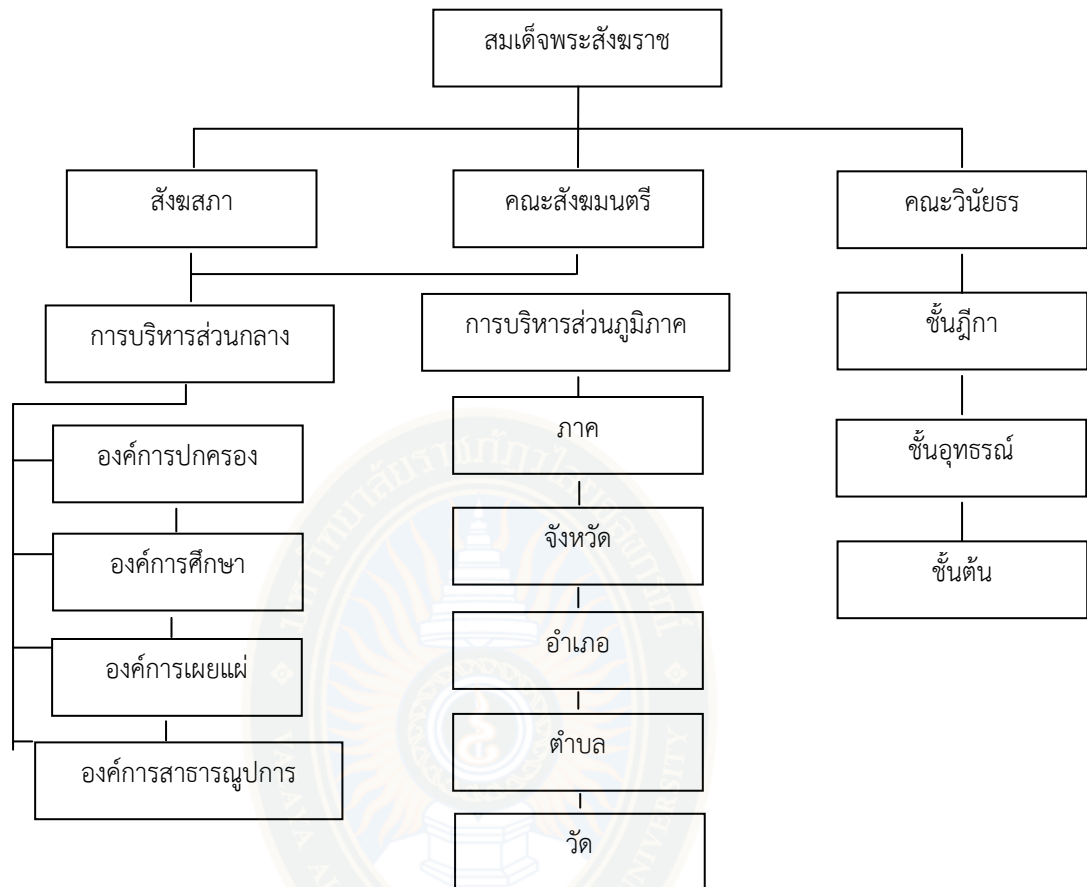 สมเด็จพระสังฆราช
สังฆสภา
คณะสังฆมนตรี
คณะวินัยธร
การบริหารส่วนกลาง
การบริหารส่วนภูมิภาค
ชั้นฎีกา
องค์การปกครอง
ภาค
ชั้นอุทธรณ์
องค์การศึกษา
จังหวัด
ชั้นต้น
องค์การเผยแผ่
อำเภอ
องค์การสาธารณูปการ
ตำบล
วัด